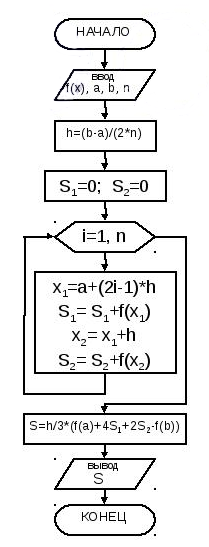 НАЧАЛО
ввод
f(x), a, b, n
h=(b-a)/(2*n)
S₁=0; S₂=0
i=1, n
x₁=a+(2i-1)*h
S₁= S₁+f(x₁)
x₂= x₁+h
S₂= S₂+f(x₂)
S=h/3*(f(a)+4S₁+2S₂-f(b))
вывод
S
КОНЕЦ